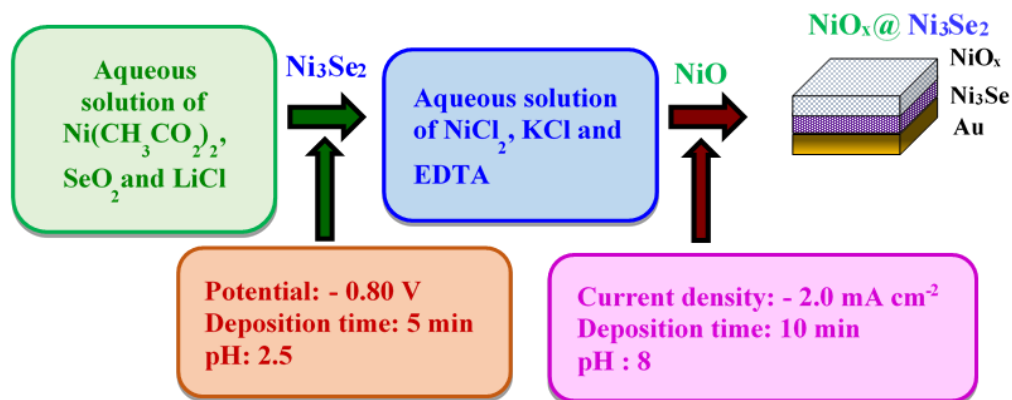 Aqueous
solution of
Ni(CH₃CO₂)₂,
SeO₂ and LiCl
Ni₃Se₂
Aqueous solution
of NiCl₂, KCl and
EDTA
NiO
NiOₓ@ Ni₃Se₂
NiOₓ
Ni₃Se
Au
Potential: - 0.80 V
Deposition time: 5 min
pH: 2.5
Current density: - 2.0 mA cm⁻²
Deposition time: 10 min
pH : 8